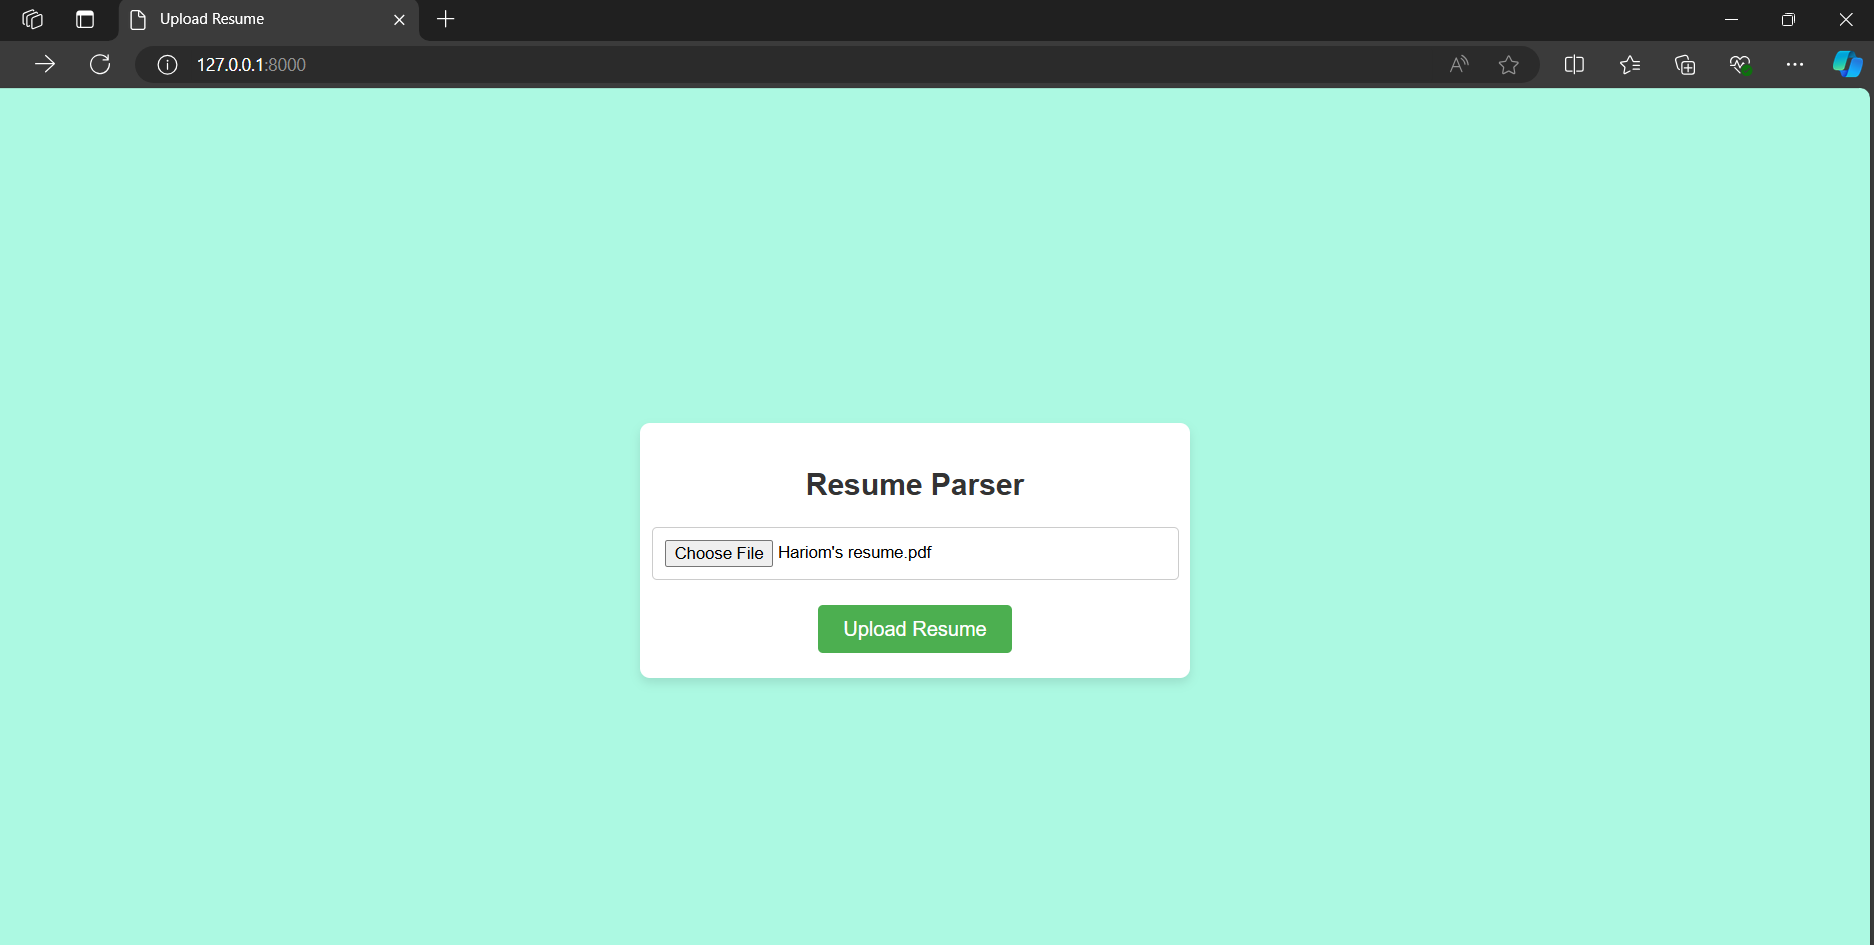 Upload Resume
127.0.0.1:8000
Resume Parser
Choose File Hariom's resume.pdf
Upload Resume